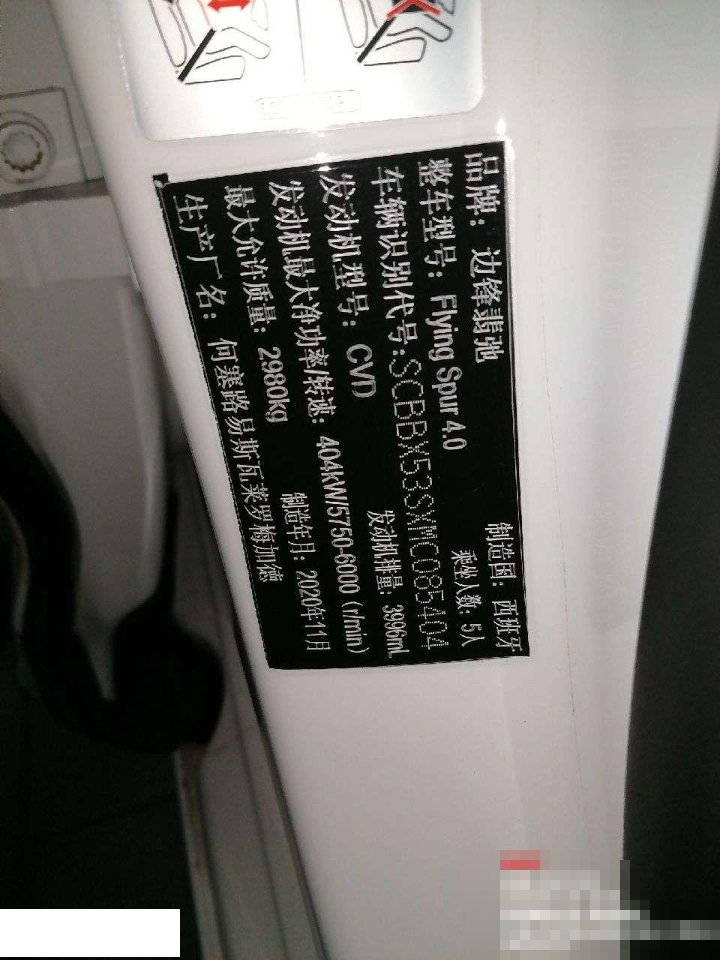 品牌：边锋翡驰 制造国：西班牙
整车型号：Flying Spur 4.0 乘坐人数：5人
车辆识别代号：SCBBX53SXMC085404
发动机型号：CVD 发动机排量：3996mL
发动机最大净功率/转速：404kW/5750-6000（r/min）
最大允许质量：2980kg 制造年月：2020年11月
生产厂名：何塞路易斯瓦莱罗梅加德